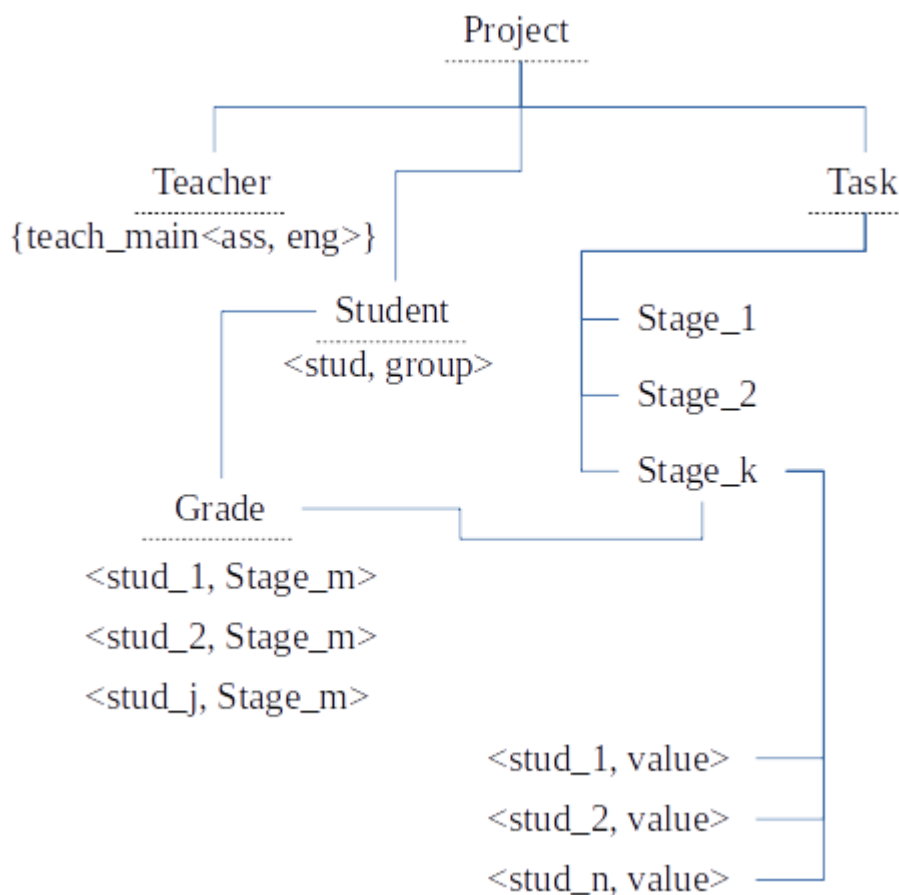 Project
Teacher
{teach_main<ass, eng>}
Task
Student
<stud, group>
Stage_1
Stage_2
Stage_k
Grade
<stud_1, Stage_m>
<stud_2, Stage_m>
<stud_j, Stage_m>
<stud_1, value>
<stud_2, value>
<stud_n, value>